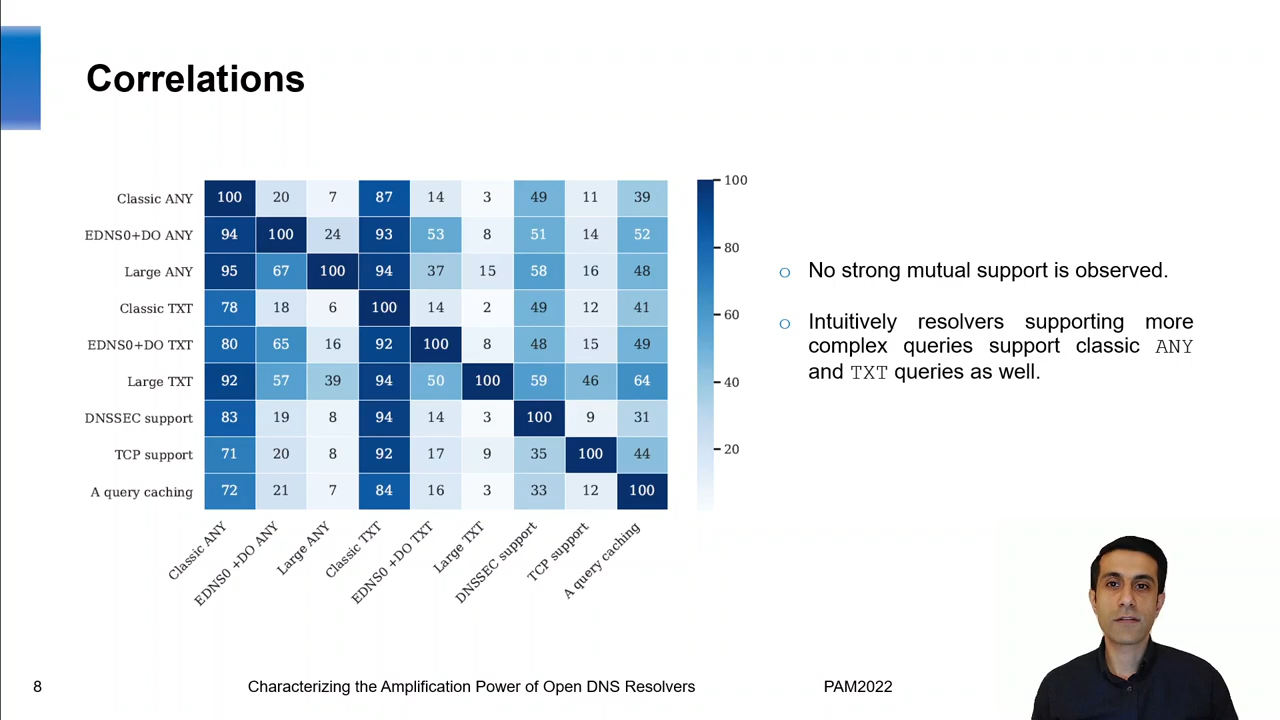 Correlations
Classic ANY 100 20 7 87 14 3 49 11 39
EDNS0+DO ANY 94 100 24 93 53 8 51 14 52
Large ANY 95 67 100 94 37 15 58 16 48
Classic TXT 78 18 6 100 14 2 49 12 41
EDNS0+DO TXT 80 65 16 92 100 8 48 15 49
Large TXT 92 57 39 94 50 100 59 46 64
DNSSEC support 83 19 8 94 14 3 100 9 31
TCP support 71 20 8 92 17 9 35 100 44
A query caching 72 21 7 84 16 3 33 12 100
Classic ANY
EDNS0 +DO ANY
Large ANY
Classic TXT
EDNS0 +DO TXT
Large TXT
DNSSEC support
TCP support
A query caching
100
80
60
40
20
o No strong mutual support is observed.
o Intuitively resolvers supporting more
complex queries support classic ANY
and TXT queries as well.
8
Characterizing the Amplification Power of Open DNS Resolvers
PAM2022